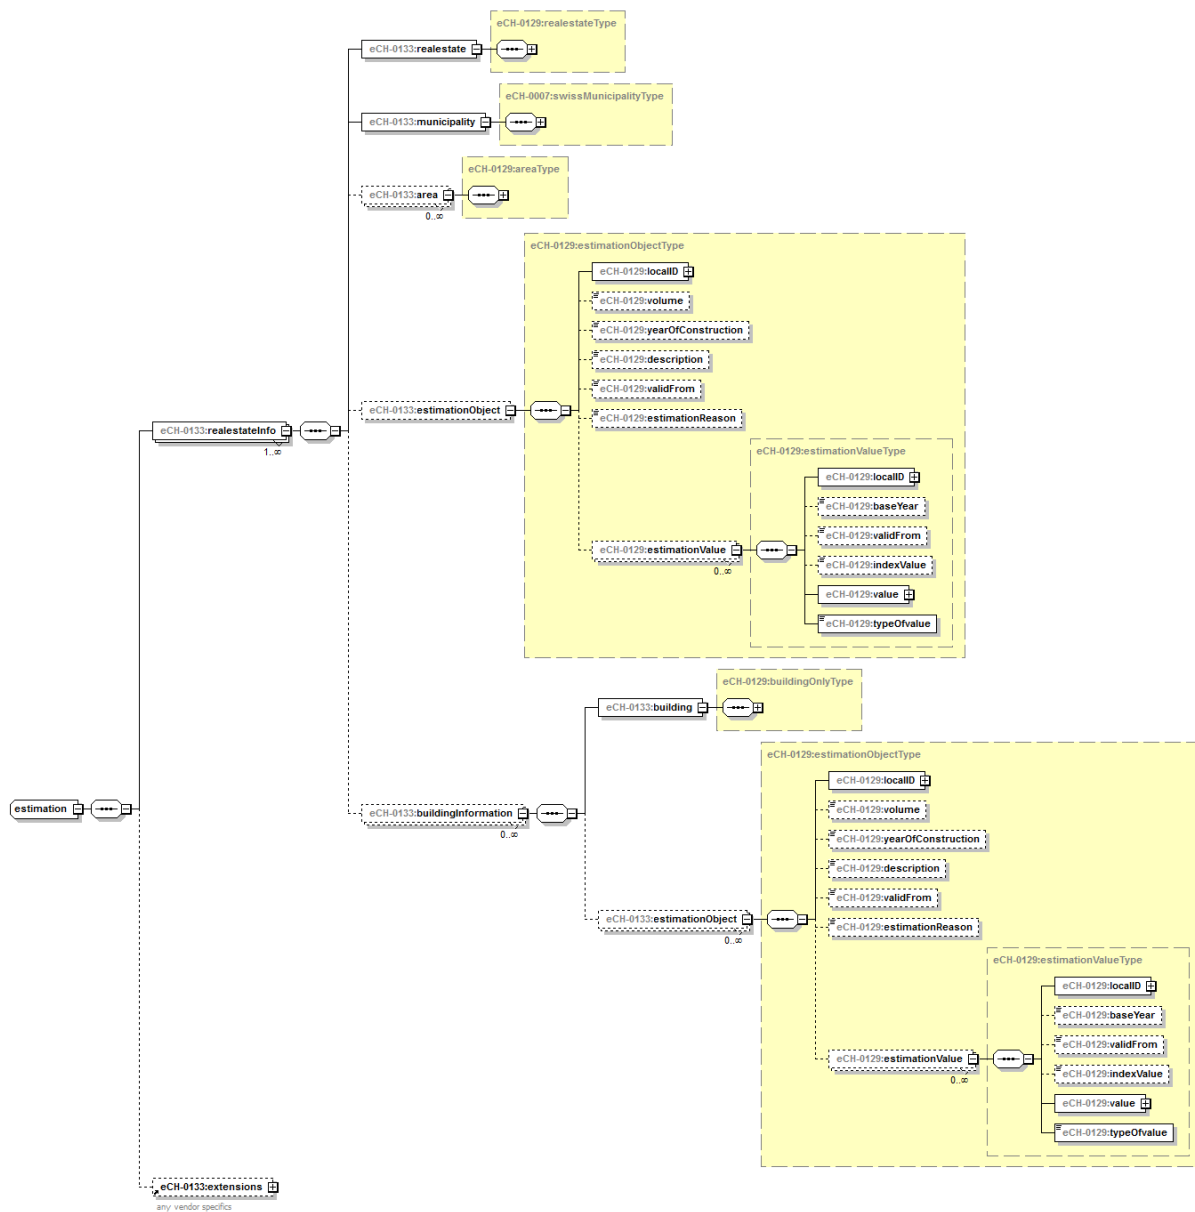 eCH-0129:realestateType
eCH-0133:realestate
eCH-0007:swissMunicipalityType
eCH-0133:municipality
eCH-0129:areaType
eCH-0133:area
0..∞
eCH-0129:estimationObjectType
eCH-0129:localID
eCH-0129:volume
eCH-0129:yearOfConstruction
eCH-0129:description
eCH-0129:validFrom
eCH-0133:estimationObject
eCH-0129:estimationReason
eCH-0133:realestateInfo
1..∞
eCH-0129:estimationValueType
eCH-0129:localID
eCH-0129:baseYear
eCH-0129:validFrom
eCH-0129:estimationValue
0..∞
eCH-0129:indexValue
eCH-0129:value
eCH-0129:typeOfvalue
eCH-0129:buildingOnlyType
eCH-0133:building
eCH-0129:estimationObjectType
eCH-0129:localID
estimation
eCH-0133:buildingInformation
0..∞
eCH-0129:volume
eCH-0129:yearOfConstruction
eCH-0129:description
eCH-0129:validFrom
eCH-0133:estimationObject
0..∞
eCH-0129:estimationReason
eCH-0129:estimationValueType
eCH-0129:localID
eCH-0129:baseYear
eCH-0129:validFrom
eCH-0129:estimationValue
0..∞
eCH-0129:indexValue
eCH-0129:value
eCH-0129:typeOfvalue
eCH-0133:extensions
any vendor specifics